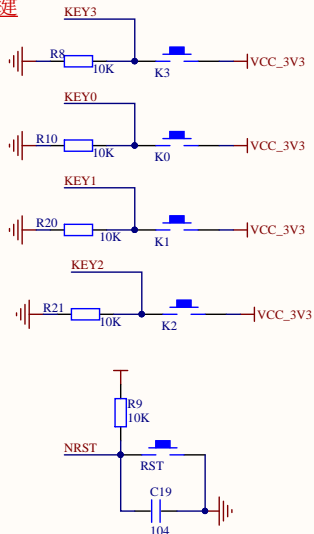 键
KEY3
R8
10K
K3
VCC_3V3
KEY0
R10
10K
K0
VCC_3V3
KEY1
R20
10K
K1
VCC_3V3
KEY2
R21
10K
K2
VCC_3V3
R9
10K
NRST
RST
C19
104